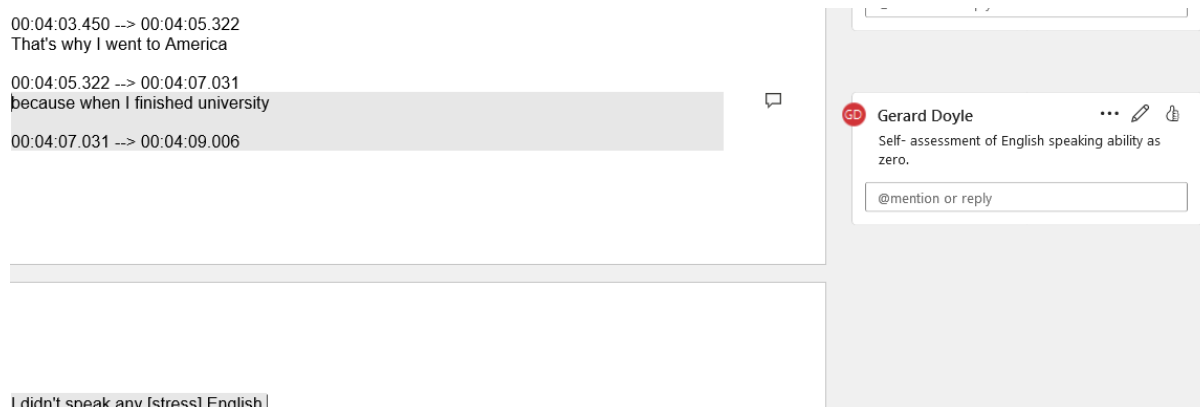 00:04:03.450 --> 00:04:05.322
That's why I went to America
00:04:05.322 --> 00:04:07.031
because when I finished university
00:04:07.031 --> 00:04:09.006
GD
Gerard Doyle
Self- assessment of English speaking ability as
zero.
@mention or reply
I didn't speak any [stress] English